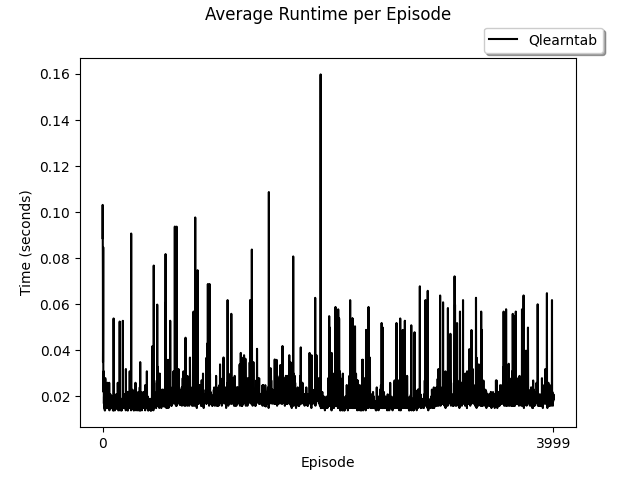 Average Runtime per Episode
Qlearntab
0.16
0.14
0.12
0.10
0.08
0.06
0.04
0.02
Time (seconds)
0
3999
Episode